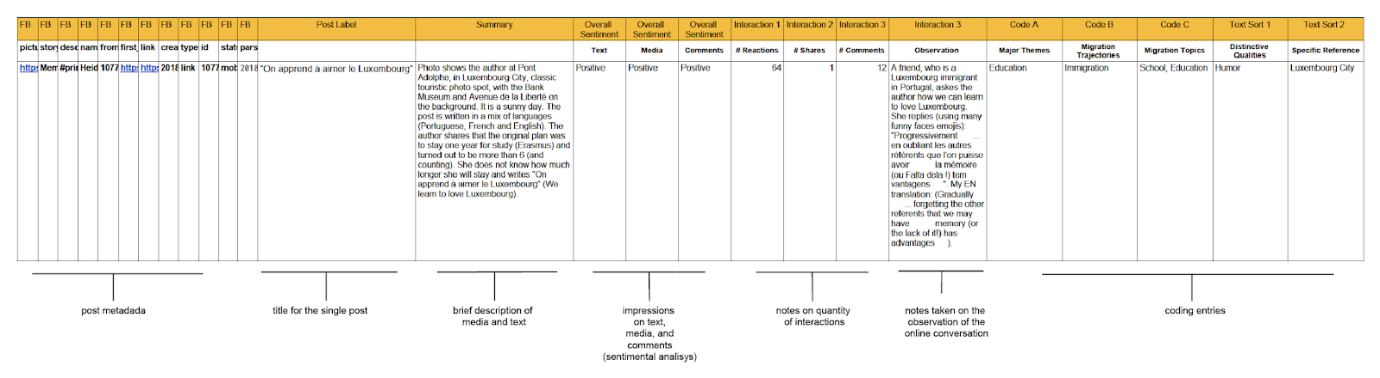 FB FB FB FB FB FB FB FB FB FB FB FB Post Label Summary Overall Sentiment Overall Sentiment Overall Sentiment Interaction 1 Interaction 2 Interaction 3 Interaction 3 Code A Code B Code C Text Sort 1 Text Sort 2
pictu story desc nam from first_ link crea type id stat pars Text Media Comments # Reactions # Shares # Comments Observation Major Themes Migration Trajectories Migration Topics Distinctive Qualities Specific Reference
http: Mem #pri Heid 1077 http: http: 2018 link 1077 mob 2018 "On apprend à aimer le Luxembourg"
Photo shows the author at Pont
Adolphe, in Luxembourg City, classic
touristic photo spot, with the Bank
Museum and Avenue de la Liberté on
the background. It is a sunny day. The
post is written in a mix of languages
(Portuguese, French and English). The
author shares that the original plan was
to stay one year for study (Erasmus) and
turned out to be more than 6 (and
counting). She does not know how much
longer she will stay and writes "On
apprend à aimer le Luxembourg" (We
learn to love Luxembourg).
Positive Positive Positive 64 1 12
A friend, who is a
Luxembourg immigrant
in Portugal, askes the
author how we can learn
to love Luxembourg.
She replies (using many
funny faces emojis):
"Progressivement ...
en oubliant les autres
référents que l'on puisse
avoir la mémoire
(ou Falta dela !) tem
vantagens ". My EN
translation: (Gradually
... forgetting the other
referents that we may
have memory (or
the lack of it!) has
advantages ).
Education Immigration School, Education Humor Luxembourg City
post metadada
title for the single post
brief description of
media and text
impressions
on text,
media, and
comments
(sentimental analisys)
notes on quantity
of interactions
notes taken on the
observation of the
online conversation
coding entries